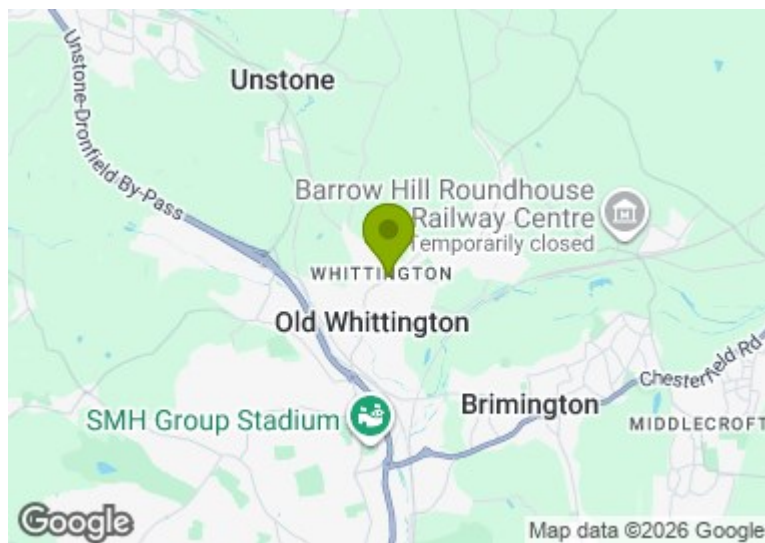 Unstone
Unstone-Dronfield By-Pass
Barrow Hill Roundhouse
Railway Centre
Temporarily closed
WHITTINGTON
Old Whittington
Chesterfield Rd
Brimington
SMH Group Stadium
MIDDLECROFT
Google
Map data ©2026 Google